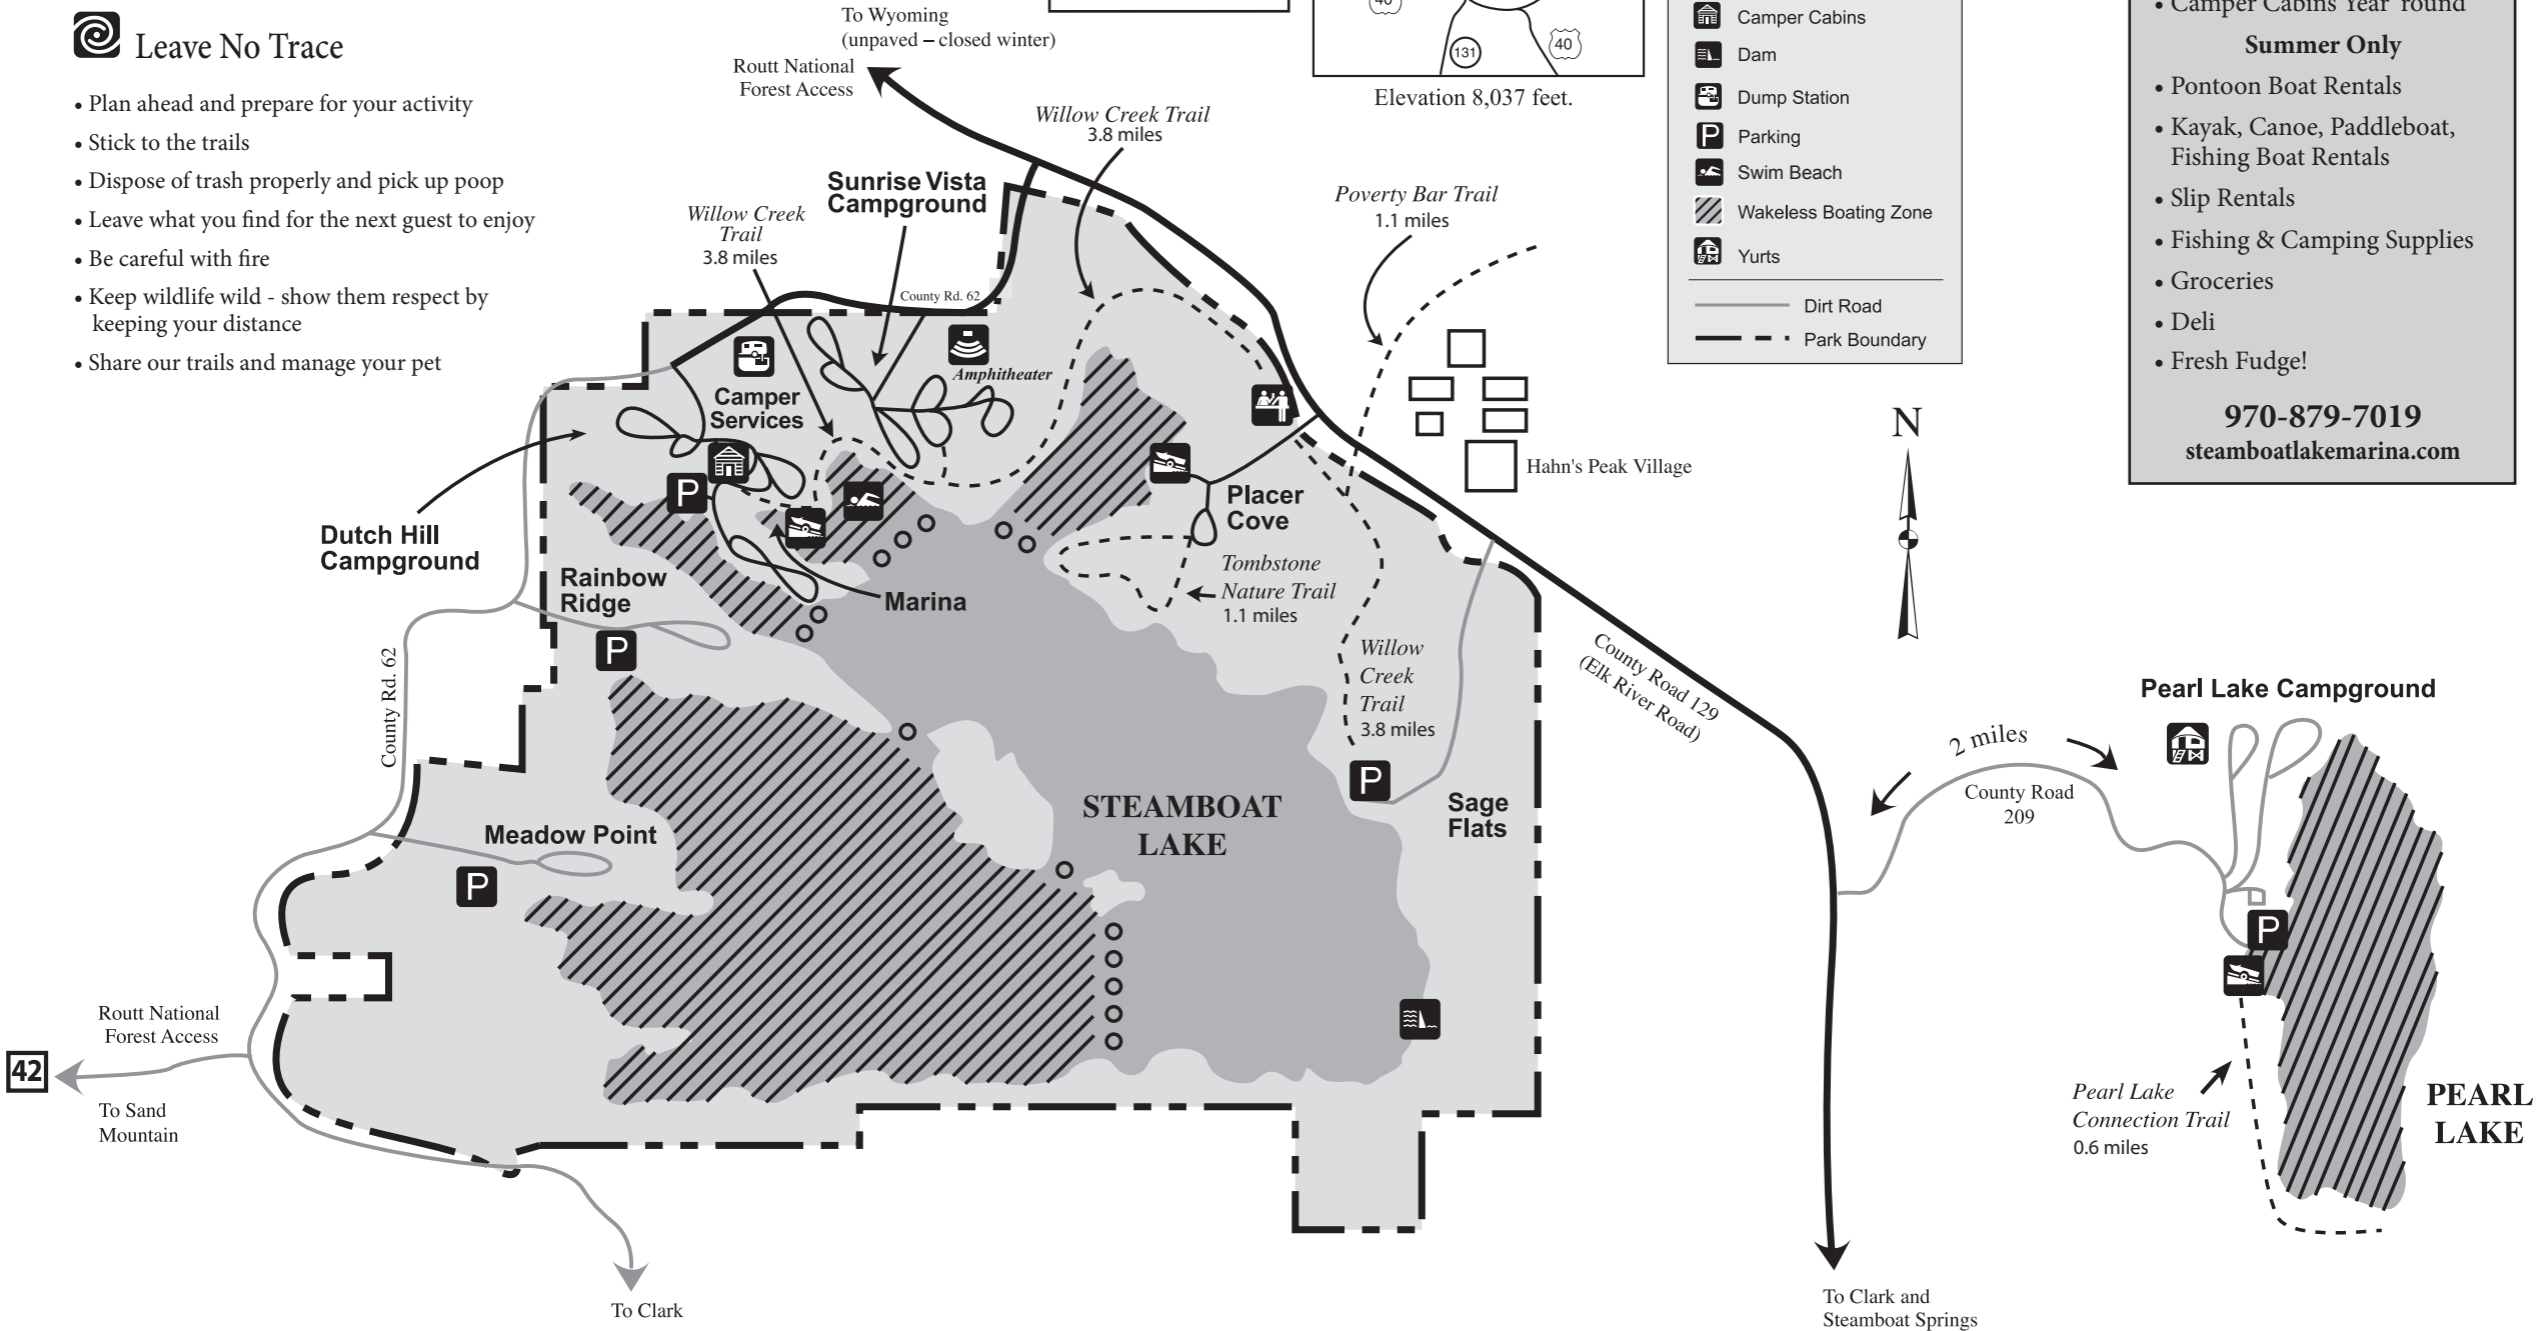 Leave No Trace
• Plan ahead and prepare for your activity
• Stick to the trails
• Dispose of trash properly and pick up poop
• Leave what you find for the next guest to enjoy
• Be careful with fire
• Keep wildlife wild - show them respect by
keeping your distance
• Share our trails and manage your pet
To Wyoming
(unpaved – closed winter)
Routt National
Forest Access
40
131
40
Elevation 8,037 feet.
Camper Cabins
Dam
Dump Station
P
Parking
Swim Beach
Wakeless Boating Zone
Yurts
Dirt Road
Park Boundary
• Camper Cabins Year round
Summer Only
• Pontoon Boat Rentals
• Kayak, Canoe, Paddleboat,
Fishing Boat Rentals
• Slip Rentals
• Fishing & Camping Supplies
• Groceries
• Deli
• Fresh Fudge!
970-879-7019
steamboatlakemarina.com
Willow Creek Trail
3.8 miles
Sunrise Vista
Campground
Willow Creek
Trail
3.8 miles
Poverty Bar Trail
1.1 miles
County Rd. 62
Amphitheater
Camper
Services
P
Dutch Hill
Campground
Rainbow
Ridge
P
Marina
Placer
Cove
Tombstone
Nature Trail
1.1 miles
Hahn's Peak Village
N
Willow
Creek
Trail
3.8 miles
P
Sage
Flats
County Road 129
(Elk River Road)
County Rd. 62
Meadow Point
P
STEAMBOAT
LAKE
Pearl Lake Campground
2 miles
County Road
209
P
Pearl Lake
Connection Trail
0.6 miles
PEARL
LAKE
Routt National
Forest Access
42
To Sand
Mountain
To Clark
To Clark and
Steamboat Springs